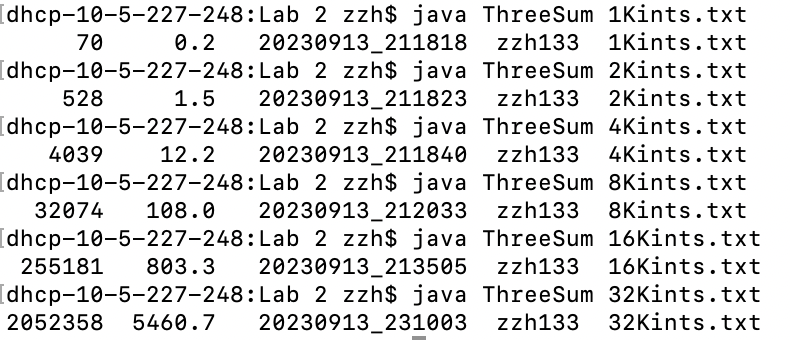 [dhcp-10-5-227-248:Lab 2 zzh$ java ThreeSum 1Kints.txt
70 0.2 20230913_211818 zzh133 1Kints.txt
[dhcp-10-5-227-248:Lab 2 zzh$ java ThreeSum 2Kints.txt
528 1.5 20230913_211823 zzh133 2Kints.txt
[dhcp-10-5-227-248:Lab 2 zzh$ java ThreeSum 4Kints.txt
4039 12.2 20230913_211840 zzh133 4Kints.txt
[dhcp-10-5-227-248:Lab 2 zzh$ java ThreeSum 8Kints.txt
32074 108.0 20230913_212033 zzh133 8Kints.txt
[dhcp-10-5-227-248:Lab 2 zzh$ java ThreeSum 16Kints.txt
255181 803.3 20230913_213505 zzh133 16Kints.txt
[dhcp-10-5-227-248:Lab 2 zzh$ java ThreeSum 32Kints.txt
2052358 5460.7 20230913_231003 zzh133 32Kints.txt